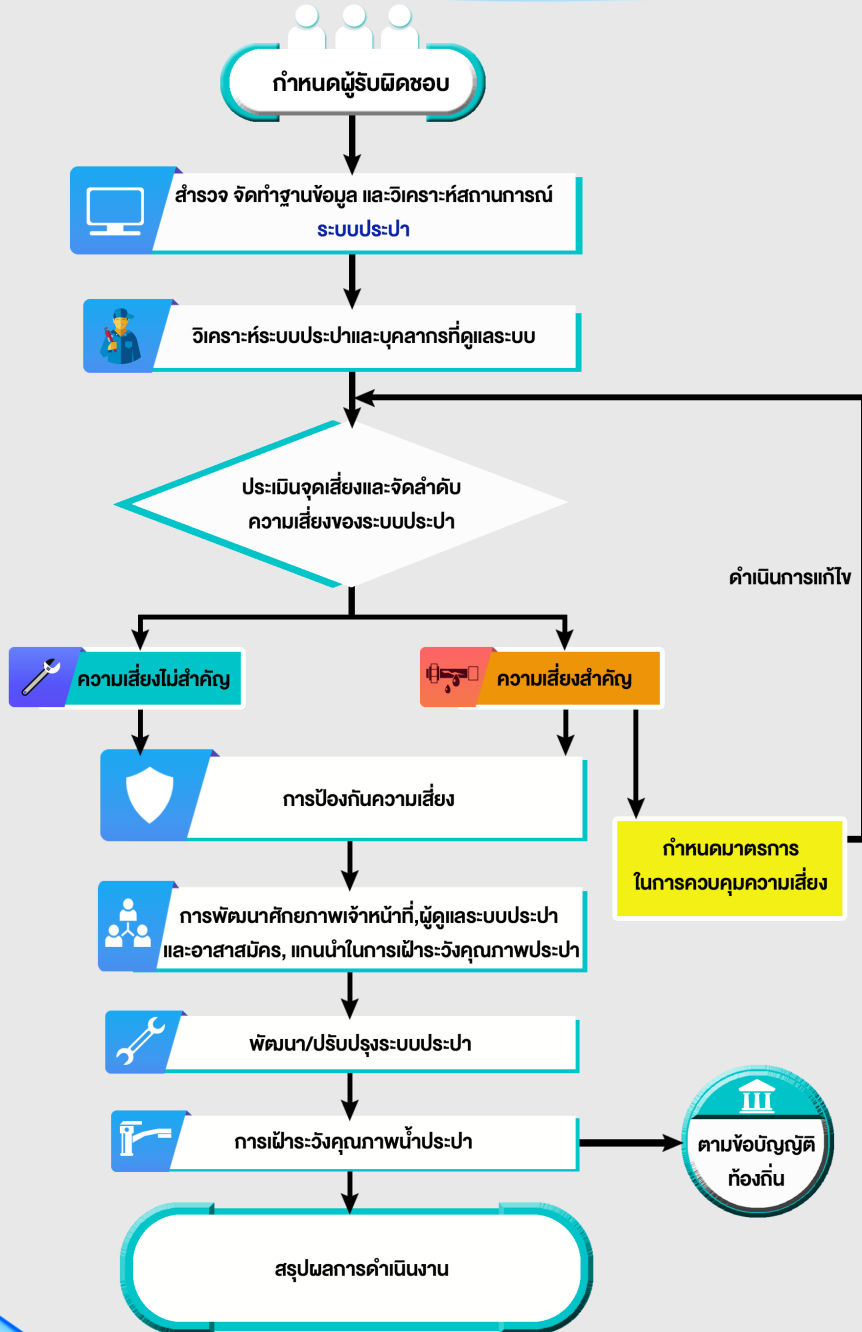 กำหนดผู้รับผิดชอบ
สำรวจ จัดทำฐานข้อมูล และวิเคราะห์สถานการณ์
ระบบประปา
วิเคราะห์ระบบประปาและบุคลากรที่ดูแลระบบ
ประเมินจุดเสี่ยงและจัดลำดับ
ความเสี่ยงของระบบประปา
ดำเนินการแก้ไข
ความเสี่ยงไม่สำคัญ
ความเสี่ยงสำคัญ
การป้องกันความเสี่ยง
กำหนดมาตรการ
ในการควบคุมความเสี่ยง
การพัฒนาศักยภาพเจ้าหน้าที่,ผู้ดูแลระบบประปา
และอาสาสมัคร, แกนนำในการเฝ้าระวังคุณภาพประปา
พัฒนา/ปรับปรุงระบบประปา
การเฝ้าระวังคุณภาพน้ำประปา
ตามข้อบัญญัติ
ท้องถิ่น
สรุปผลการดำเนินงาน